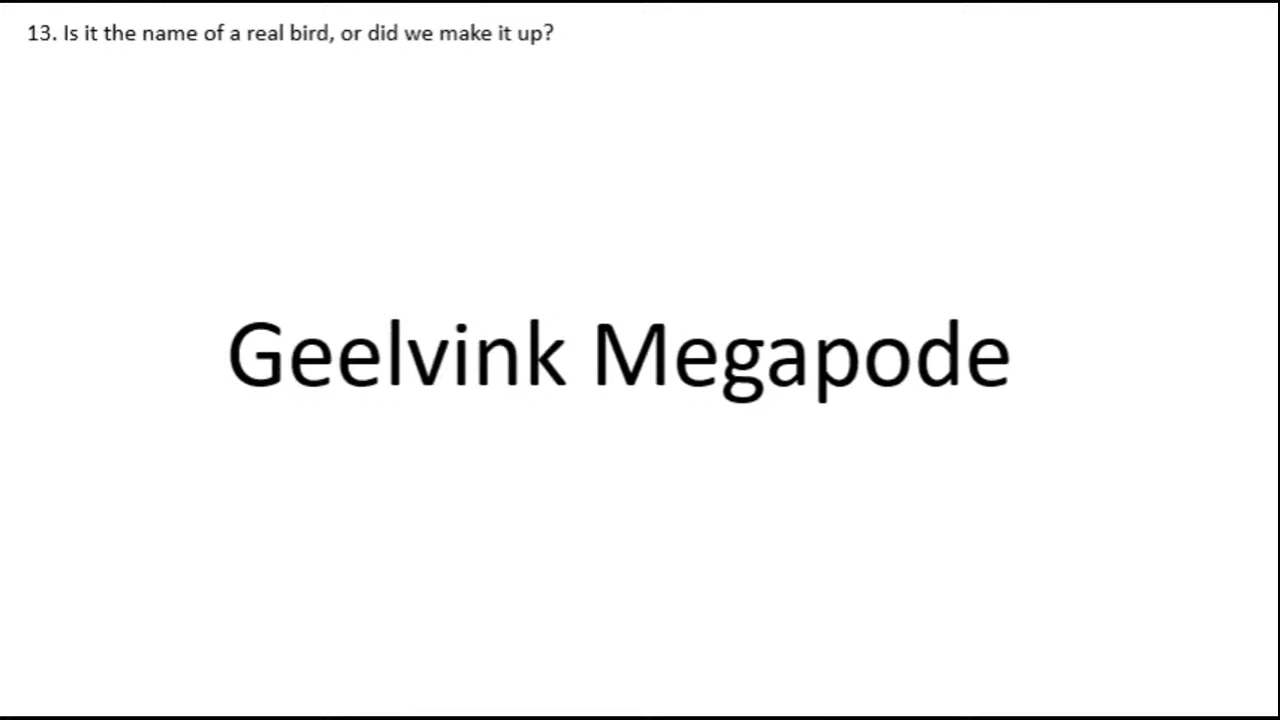 13. Is it the name of a real bird, or did we make it up?
Geelvink Megapode